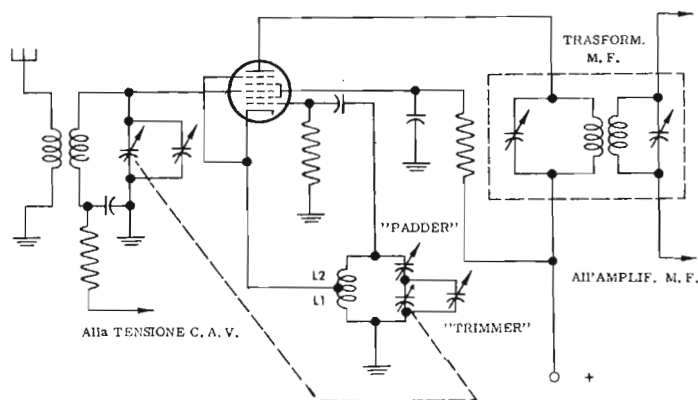 TRASFORM.
M. F.
"PADDER"
L2
L1
"TRIMMER"
Alla TENSIONE C. A. V.
All'AMPLIF. M. F.
+